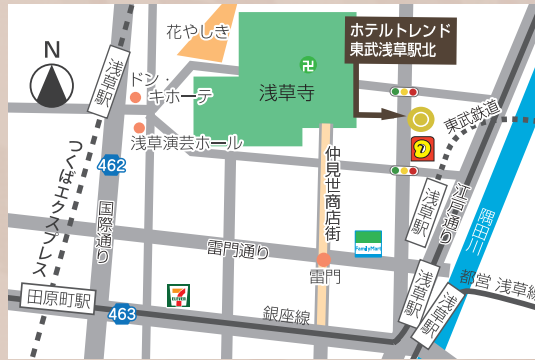 花やしき
ホテルトレンド
東武浅草駅北
N
浅草駅
ドン・
キホーテ
卍
浅草寺
東武鉄道
浅草演芸ホール
462
仲見世商店街
つくばエクスプレス
国際通り
浅草駅
江戸通り
隅田川
雷門通り
FamilyMart
雷門
都営 浅草線
田原町駅
7
ELEVEN
463
銀座線
浅草駅
浅草駅